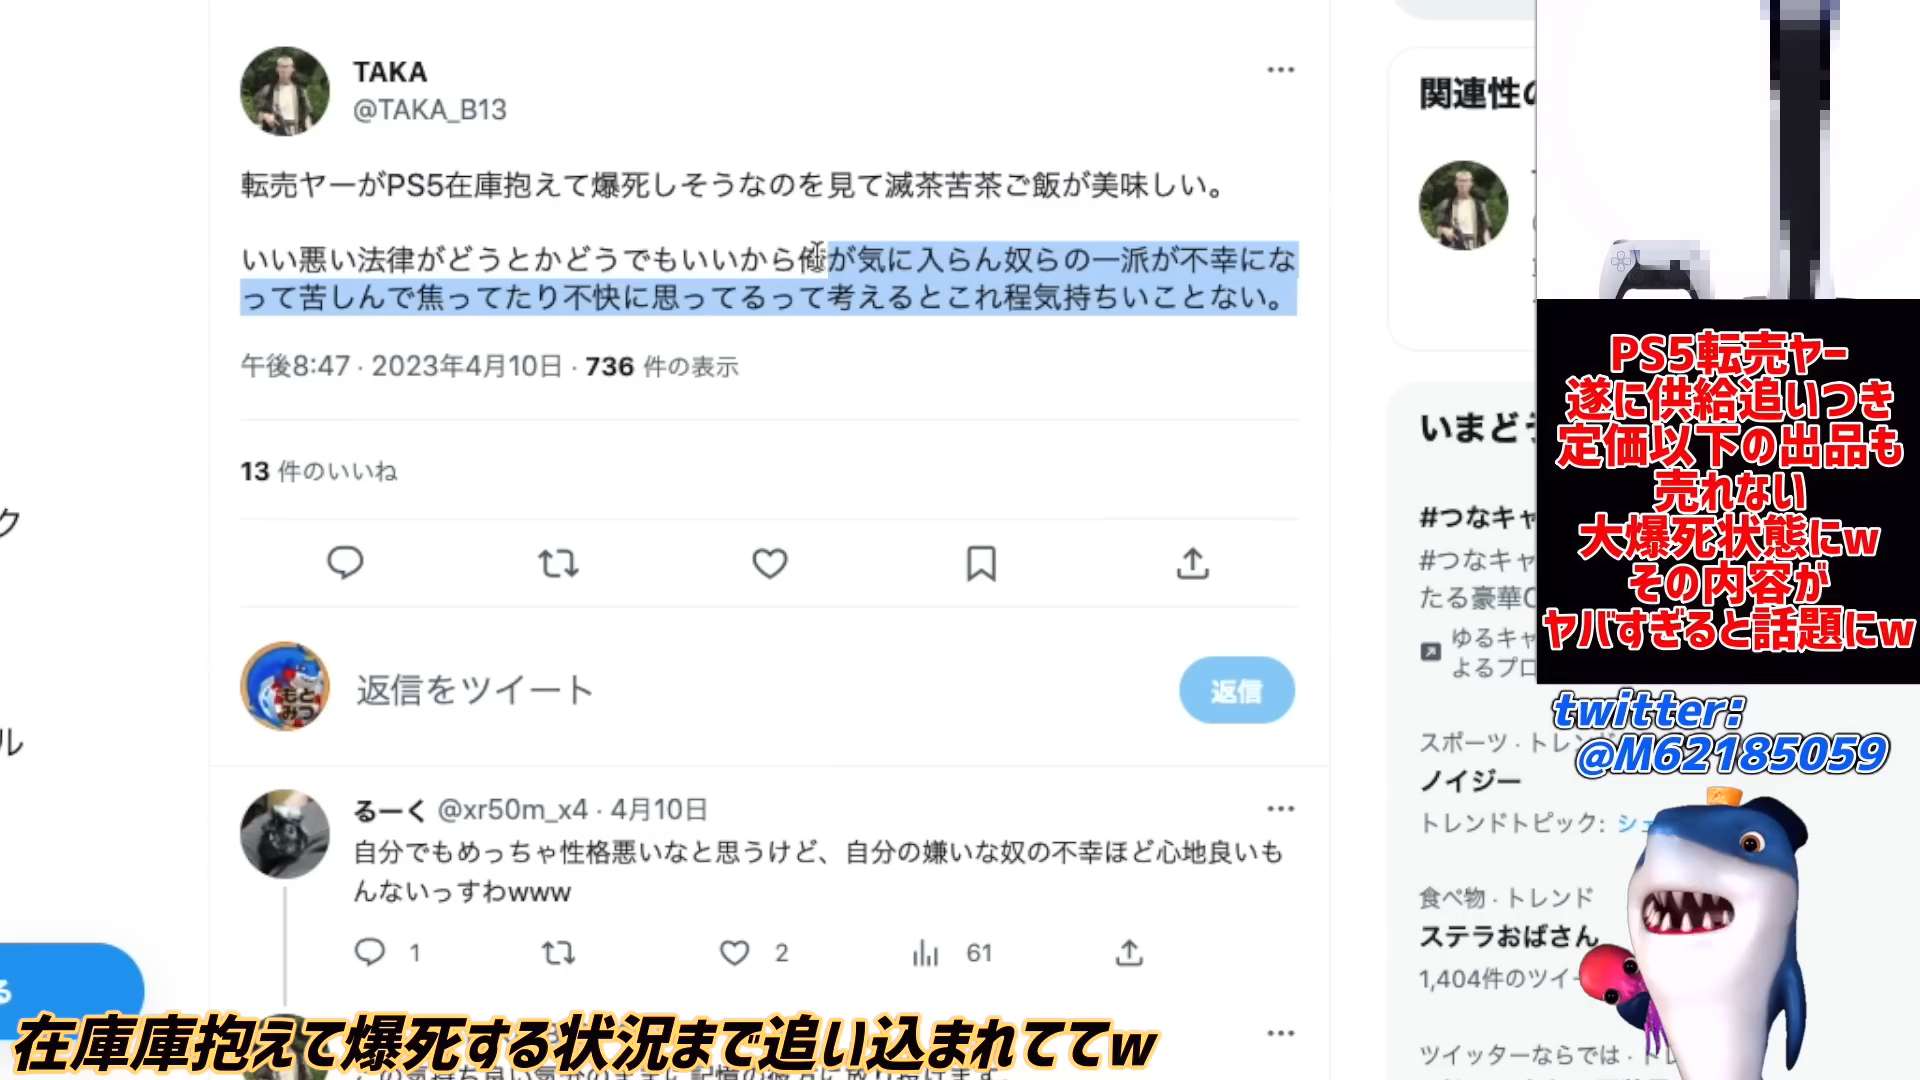 TAKA
@TAKA_B13
転売ヤーがPS5在庫抱えて爆死しそうなのを見て滅茶苦茶ご飯が美味しい。
いい悪い法律がどうとかどうでもいいから俺が気に入らん奴らの一派が不幸にな
って苦しんで焦ってたり不快に思ってるって考えるとこれ程気持ちいいことない。
午後8:47 · 2023年4月10日 · 736 件の表示
13 件のいいね
もと
みつ
返信をツイート
返信
るーく @xr50m_x4 · 4月10日
自分でもめっちゃ性格悪いなと思うけど、自分の嫌いな奴の不幸ほど心地良いも
んないっすわwww
1
2
61
ク
ル
る
在庫庫抱えて爆死する状況まで追い込まれててw
関連性の
いまどう
#つなキャ
#つなキャ
たる豪華C
ゆるキャ
よるプロ
スポーツ · トレンド
ノイジー
トレンドトピック: シュ
食べ物 · トレンド
ステラおばさん
1,404件のツイー
ツイッターならでは · トレ
PS5転売ヤー
遂に供給追いつき
定価以下の出品も
売れない
大爆死状態にw
その内容が
ヤバすぎると話題にw
twitter:
@M62185059